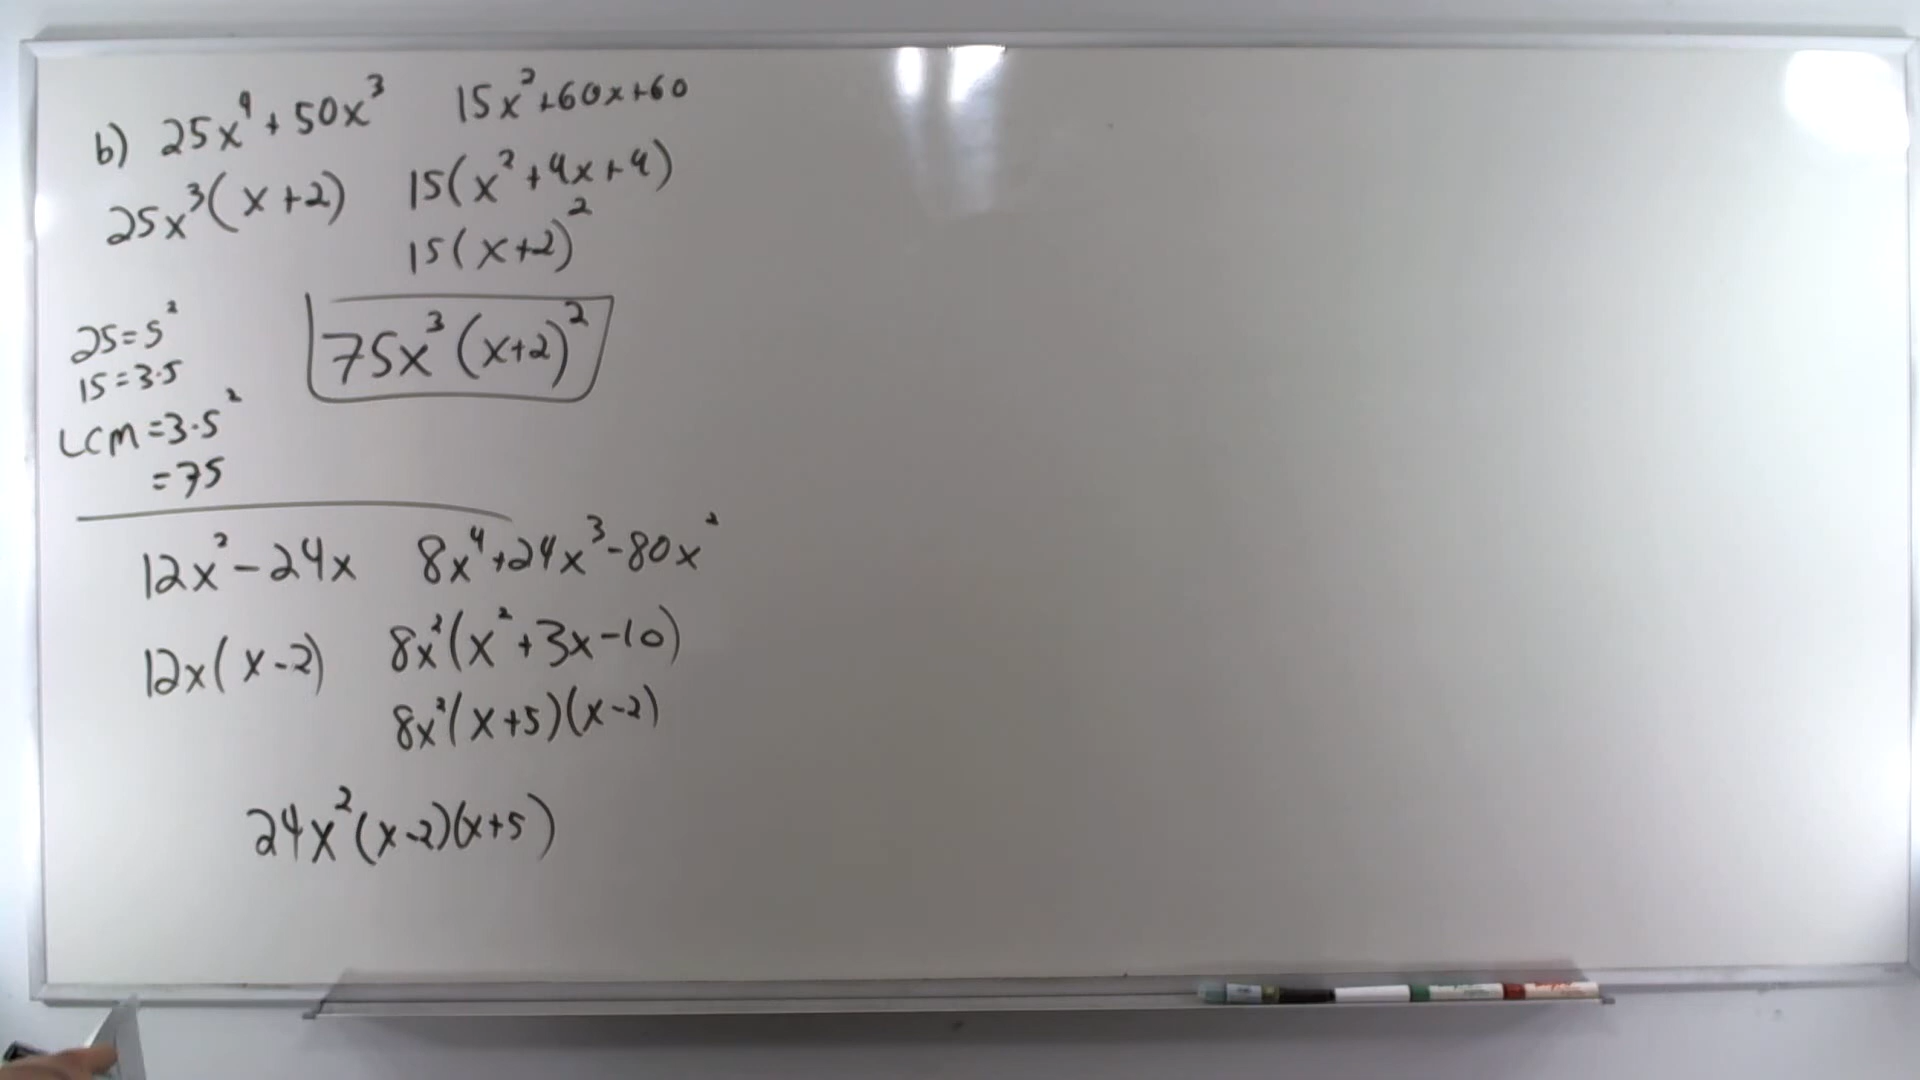 b) 25x⁴ + 50x³ 15x²+60x+60
25x³(x+2) 15(x²+4x+4)
15(x+2)²
25=5²
15=3·5
LCM=3·5²
=75
75x³(x+2)²
12x²-24x 8x⁴+24x³-80x²
12x(x-2) 8x²(x²+3x-10)
8x²(x+5)(x-2)
24x²(x-2)(x+5)